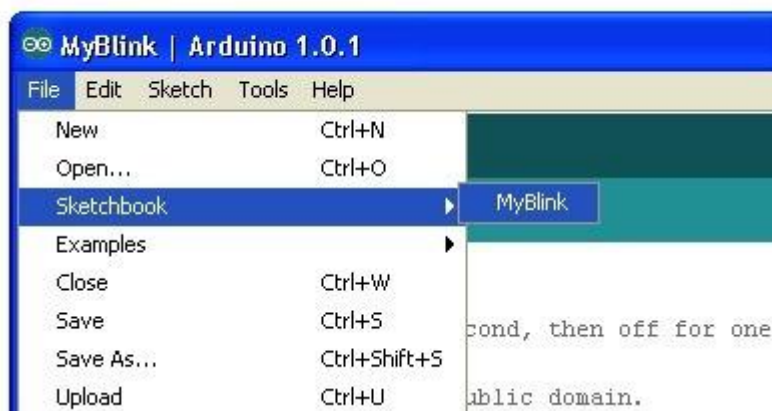 MyBlink | Arduino 1.0.1
File Edit Sketch Tools Help
New Ctrl+N
Open... Ctrl+O
Sketchbook MyBlink
Examples
Close Ctrl+W
Save Ctrl+S
cond, then off for one
Save As... Ctrl+Shift+S
Upload Ctrl+U
ublic domain.